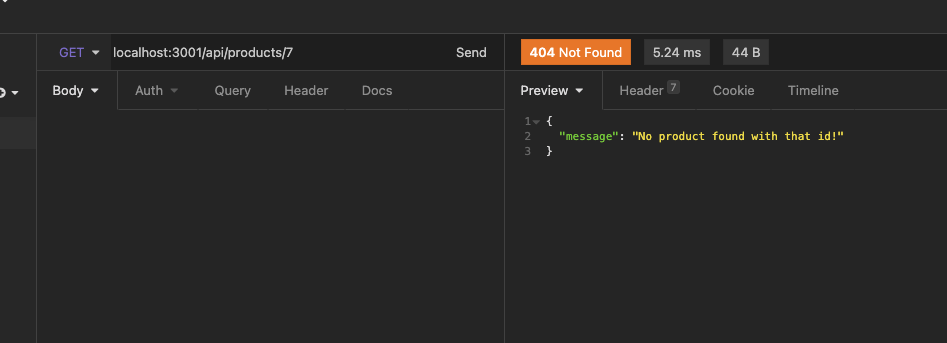 GET localhost:3001/api/products/7 Send 404 Not Found 5.24 ms 44 B
Body Auth Query Header Docs Preview Header 7 Cookie Timeline
1 {
2 "message": "No product found with that id!"
3 }